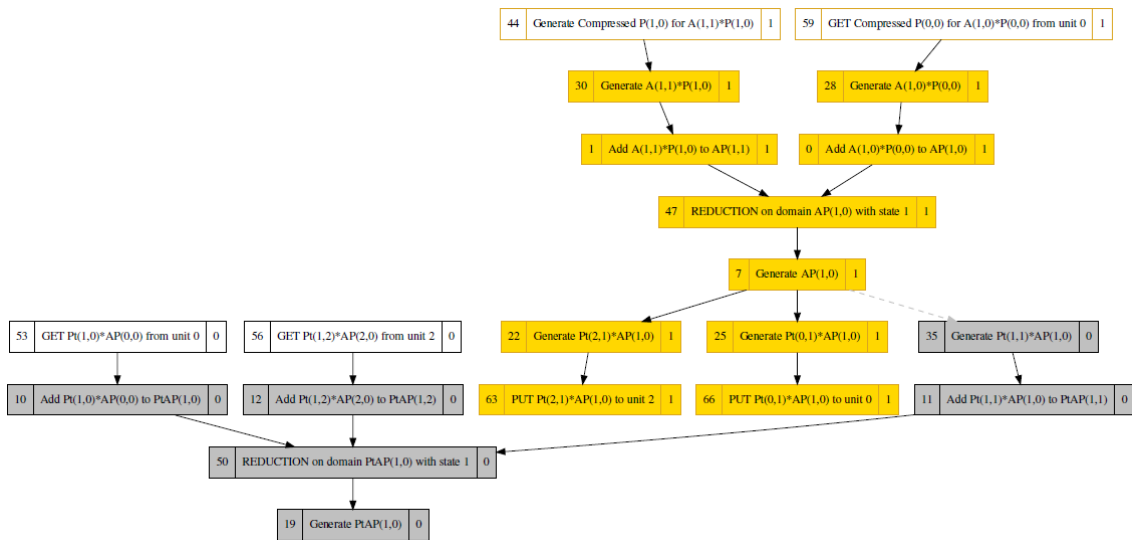 44 Generate Compressed P(1,0) for A(1,1)*P(1,0) 1
59 GET Compressed P(0,0) for A(1,0)*P(0,0) from unit 0 1
30 Generate A(1,1)*P(1,0) 1
28 Generate A(1,0)*P(0,0) 1
1 Add A(1,1)*P(1,0) to AP(1,1) 1
0 Add A(1,0)*P(0,0) to AP(1,0) 1
47 REDUCTION on domain AP(1,0) with state 1 1
7 Generate AP(1,0) 1
53 GET Pt(1,0)*AP(0,0) from unit 0 0
56 GET Pt(1,2)*AP(2,0) from unit 2 0
22 Generate Pt(2,1)*AP(1,0) 1
25 Generate Pt(0,1)*AP(1,0) 1
35 Generate Pt(1,1)*AP(1,0) 0
10 Add Pt(1,0)*AP(0,0) to PtAP(1,0) 0
12 Add Pt(1,2)*AP(2,0) to PtAP(1,2) 0
63 PUT Pt(2,1)*AP(1,0) to unit 2 1
66 PUT Pt(0,1)*AP(1,0) to unit 0 1
11 Add Pt(1,1)*AP(1,0) to PtAP(1,1) 0
50 REDUCTION on domain PtAP(1,0) with state 1 0
19 Generate PtAP(1,0) 0